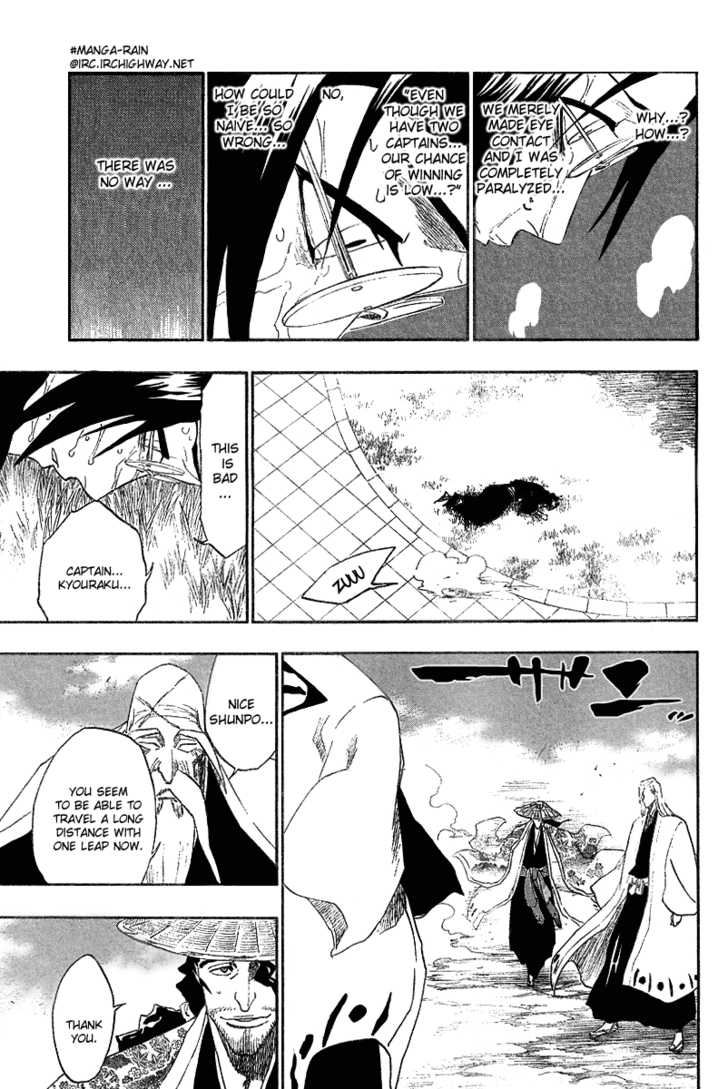 #MANGA-RAIN
@IRC.IRCHIGHWAY.NET
WHY...?
HOW...?
WE MERELY
MADE EYE
CONTACT
AND I WAS
COMPLETELY
PARALYZED...
"EVEN
THOUGH WE
HAVE TWO
CAPTAINS...
OUR CHANCE
OF WINNING
IS LOW...?"
NO,
HOW COULD
I BE SO
NAIVE... SO
WRONG...
THERE WAS
NO WAY ...
ZUUU
THIS
IS
BAD
...
CAPTAIN...
KYOURAKU...
NICE
SHUNPO...
YOU SEEM
TO BE ABLE TO
TRAVEL A LONG
DISTANCE WITH
ONE LEAP NOW.
THANK
YOU.